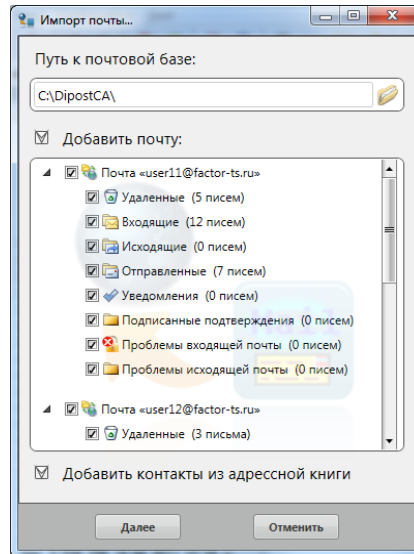 Импорт почты...
Путь к почтовой базе:
C:\DipostCA\
Добавить почту:
Почта «user11@factor-ts.ru»
Удаленные (5 писем)
Входящие (12 писем)
Исходящие (0 писем)
Отправленные (7 писем)
Уведомления (0 писем)
Подписанные подтверждения (0 писем)
Проблемы входящей почты (0 писем)
Проблемы исходящей почты (0 писем)
Почта «user12@factor-ts.ru»
Удаленные (3 письма)
Добавить контакты из адрессной книги
Далее
Отменить